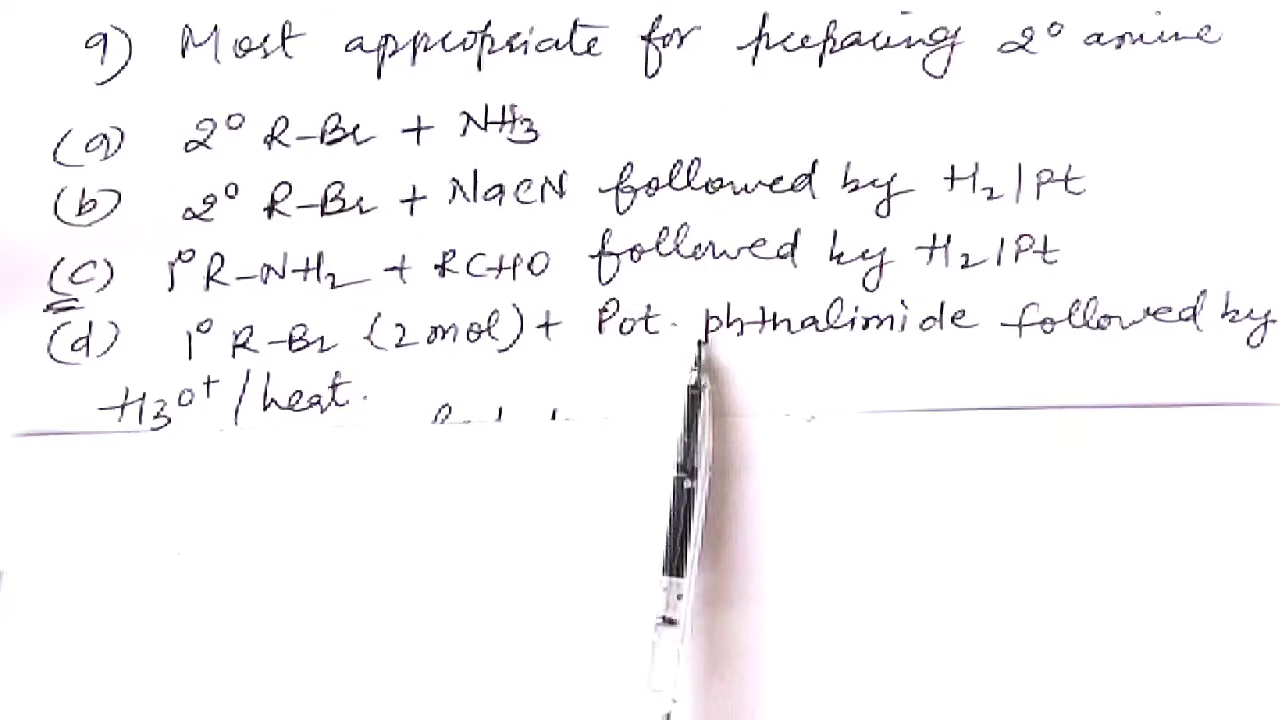 9) Most appropriate for preparing 2° amine
(a) 2° R-Br + NH3
(b) 2° R-Br + NaCN followed by H2/Pt
(c) 1° R-NH2 + RCHO followed by H2/Pt
(d) 1° R-Br (2 mol) + Pot. phthalimide followed by
H3O+ / heat.